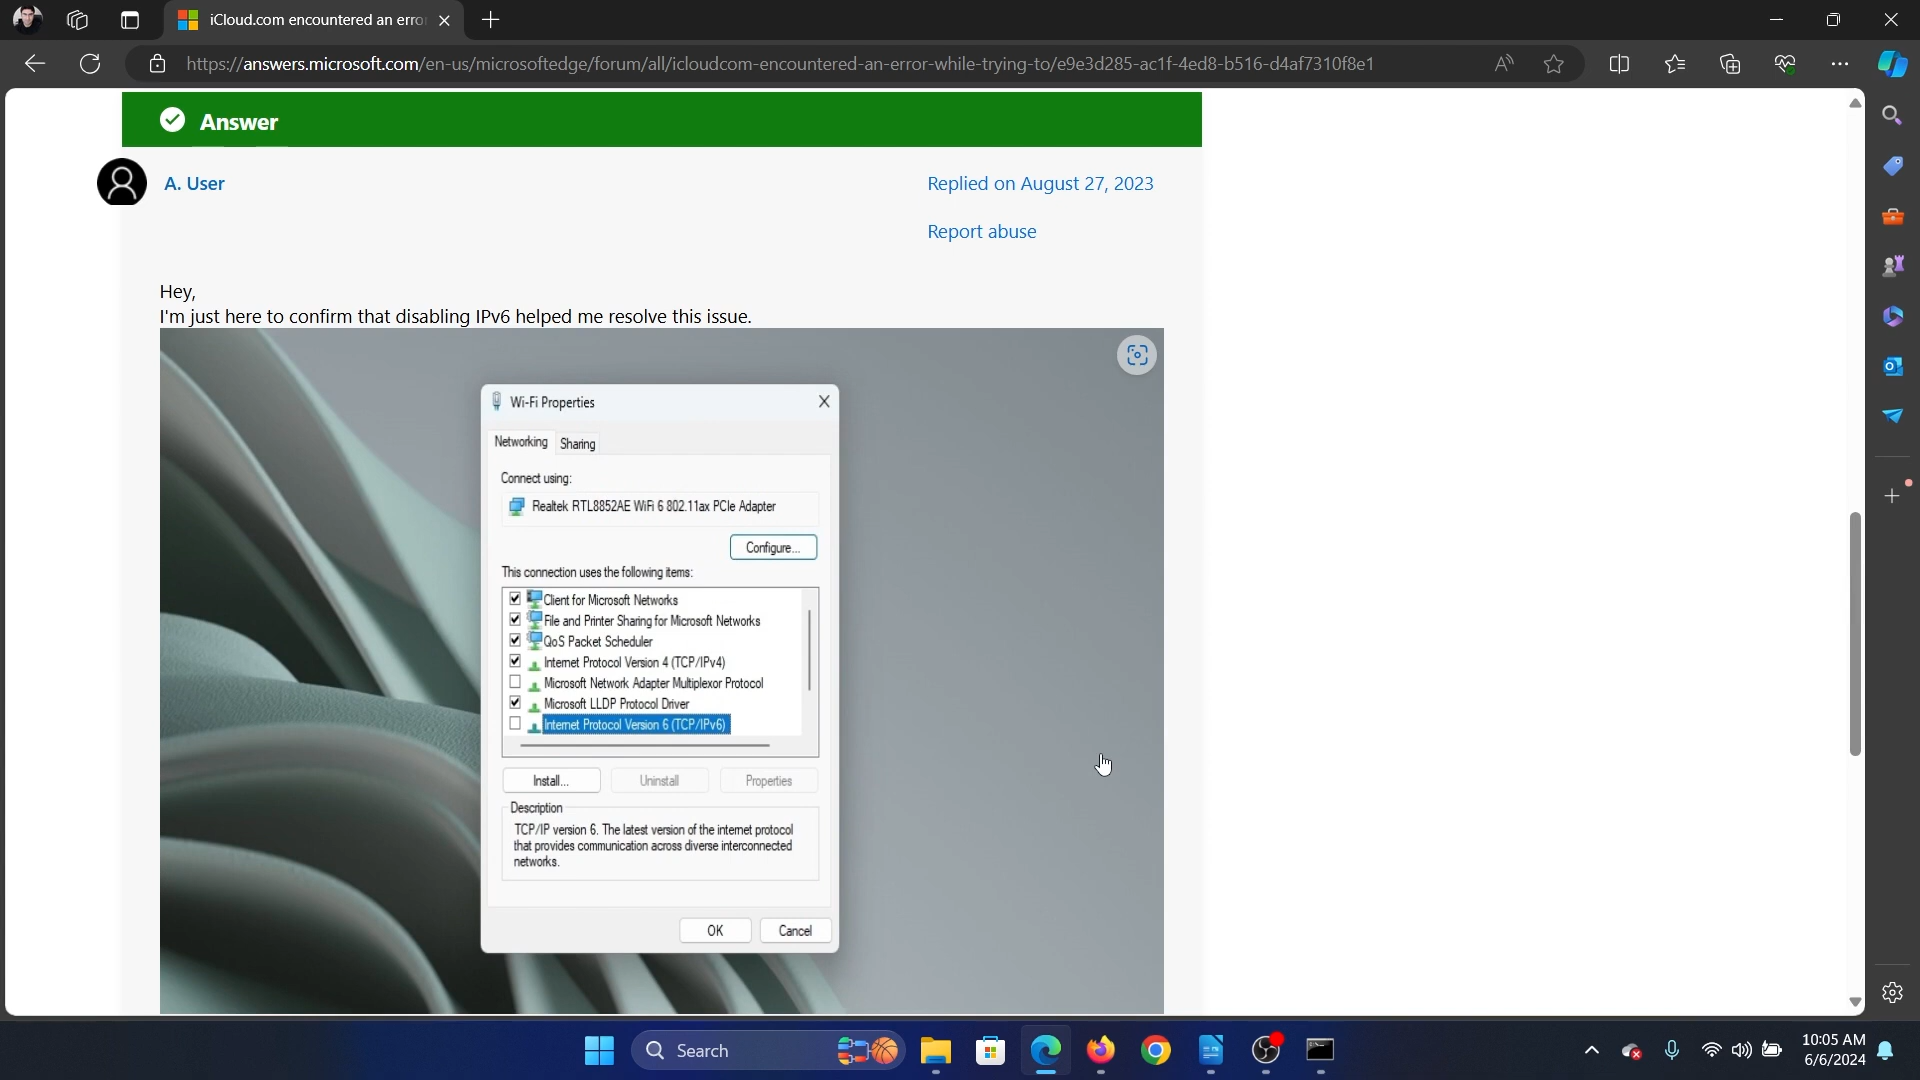 iCloud.com encountered an erro
https://answers.microsoft.com/en-us/microsoftedge/forum/all/icloudcom-encountered-an-error-while-trying-to/e9e3d285-ac1f-4ed8-b516-d4af7310f8e1
Answer
A. User
Replied on August 27, 2023
Report abuse
Hey,
I'm just here to confirm that disabling IPv6 helped me resolve this issue.
Wi-Fi Properties
Networking Sharing
Connect using:
Realtek RTL8852AE WiFi 6 802.11ax PCIe Adapter
Configure...
This connection uses the following items:
Client for Microsoft Networks
File and Printer Sharing for Microsoft Networks
QoS Packet Scheduler
Internet Protocol Version 4 (TCP/IPv4)
Microsoft Network Adapter Multiplexor Protocol
Microsoft LLDP Protocol Driver
Internet Protocol Version 6 (TCP/IPv6)
Install... Uninstall Properties
Description
TCP/IP version 6. The latest version of the internet protocol
that provides communication across diverse interconnected
networks.
OK Cancel
Search
10:05 AM
6/6/2024